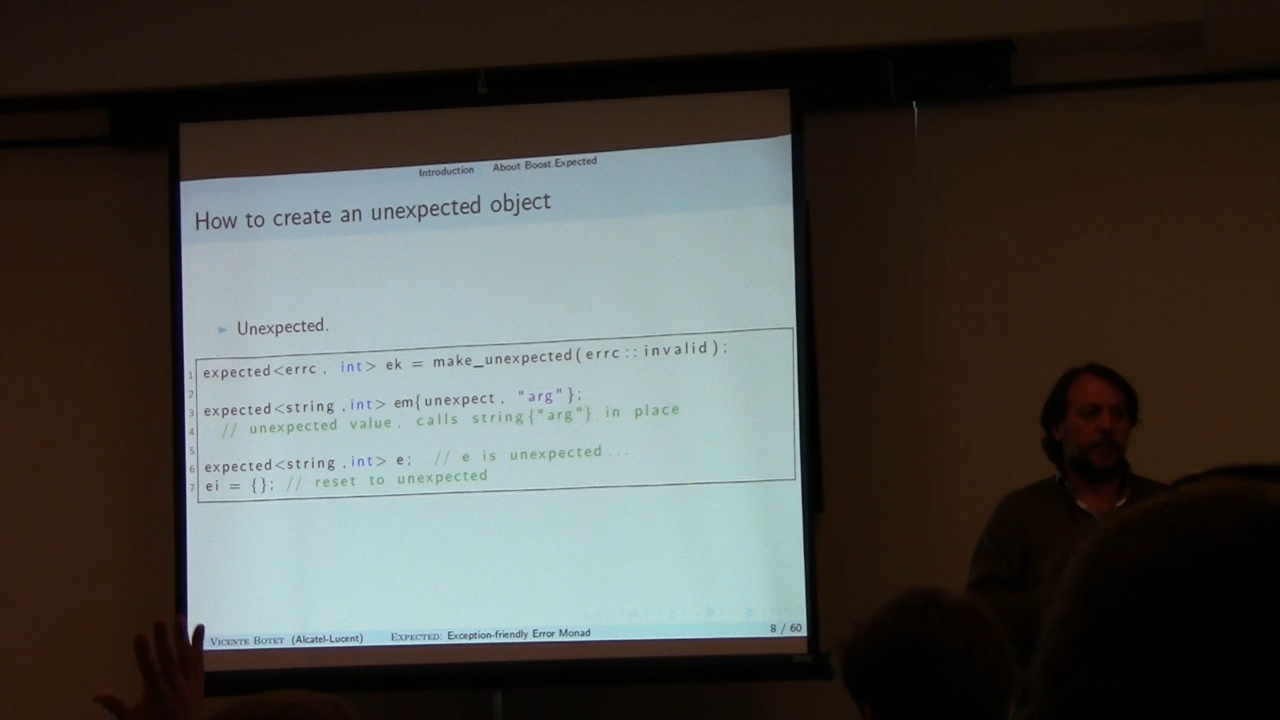 Introduction About Boost.Expected
How to create an unexpected object
Unexpected.
1 expected<errc, int> ek = make_unexpected(errc::invalid);
2
3 expected<string,int> em{unexpect, "arg"};
4 // unexpected value, calls string{"arg"} in place
5
6 expected<string,int> e; // e is unexpected...
7 ei = {}; // reset to unexpected
Vicente Botet (Alcatel-Lucent) Expected: Exception-friendly Error Monad 8 / 60